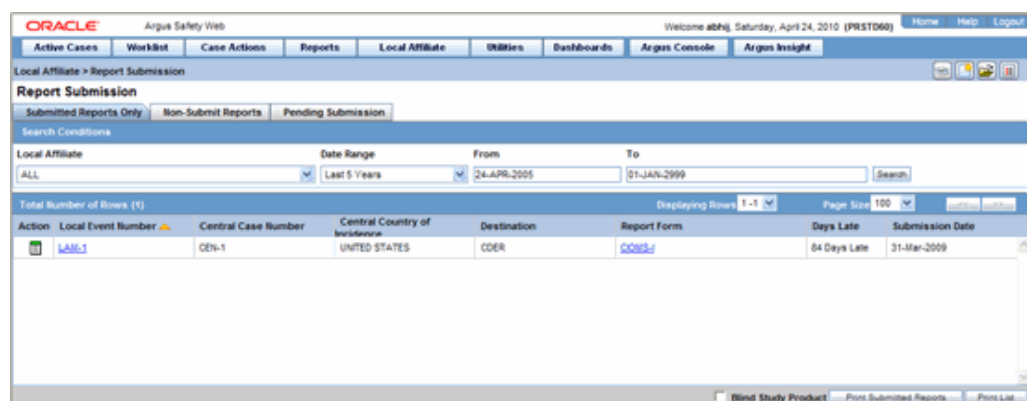 ORACLE Argus Safety Web Welcome abhij, Saturday, April 24, 2010 (PRSTD60) Home Help Logout
Active Cases Worklist Case Actions Reports Local Affiliate Utilities Dashboards Argus Console Argus Insight
Local Affiliate > Report Submission
Report Submission
Submitted Reports Only Non-Submit Reports Pending Submission
Search Conditions
Local Affiliate Date Range From To
ALL Last 5 Years 24-APR-2005 01-JAN-2999 Search
Total Number of Rows (1) Displaying Rows 1 -1 Page Size 100 << >>
Action Local Event Number Central Case Number Central Country of Incidence Destination Report Form Days Late Submission Date
LAM-1 CEN-1 UNITED STATES CDER CIOMS-I 84 Days Late 31-Mar-2009
Blind Study Product Print Submitted Reports Print List